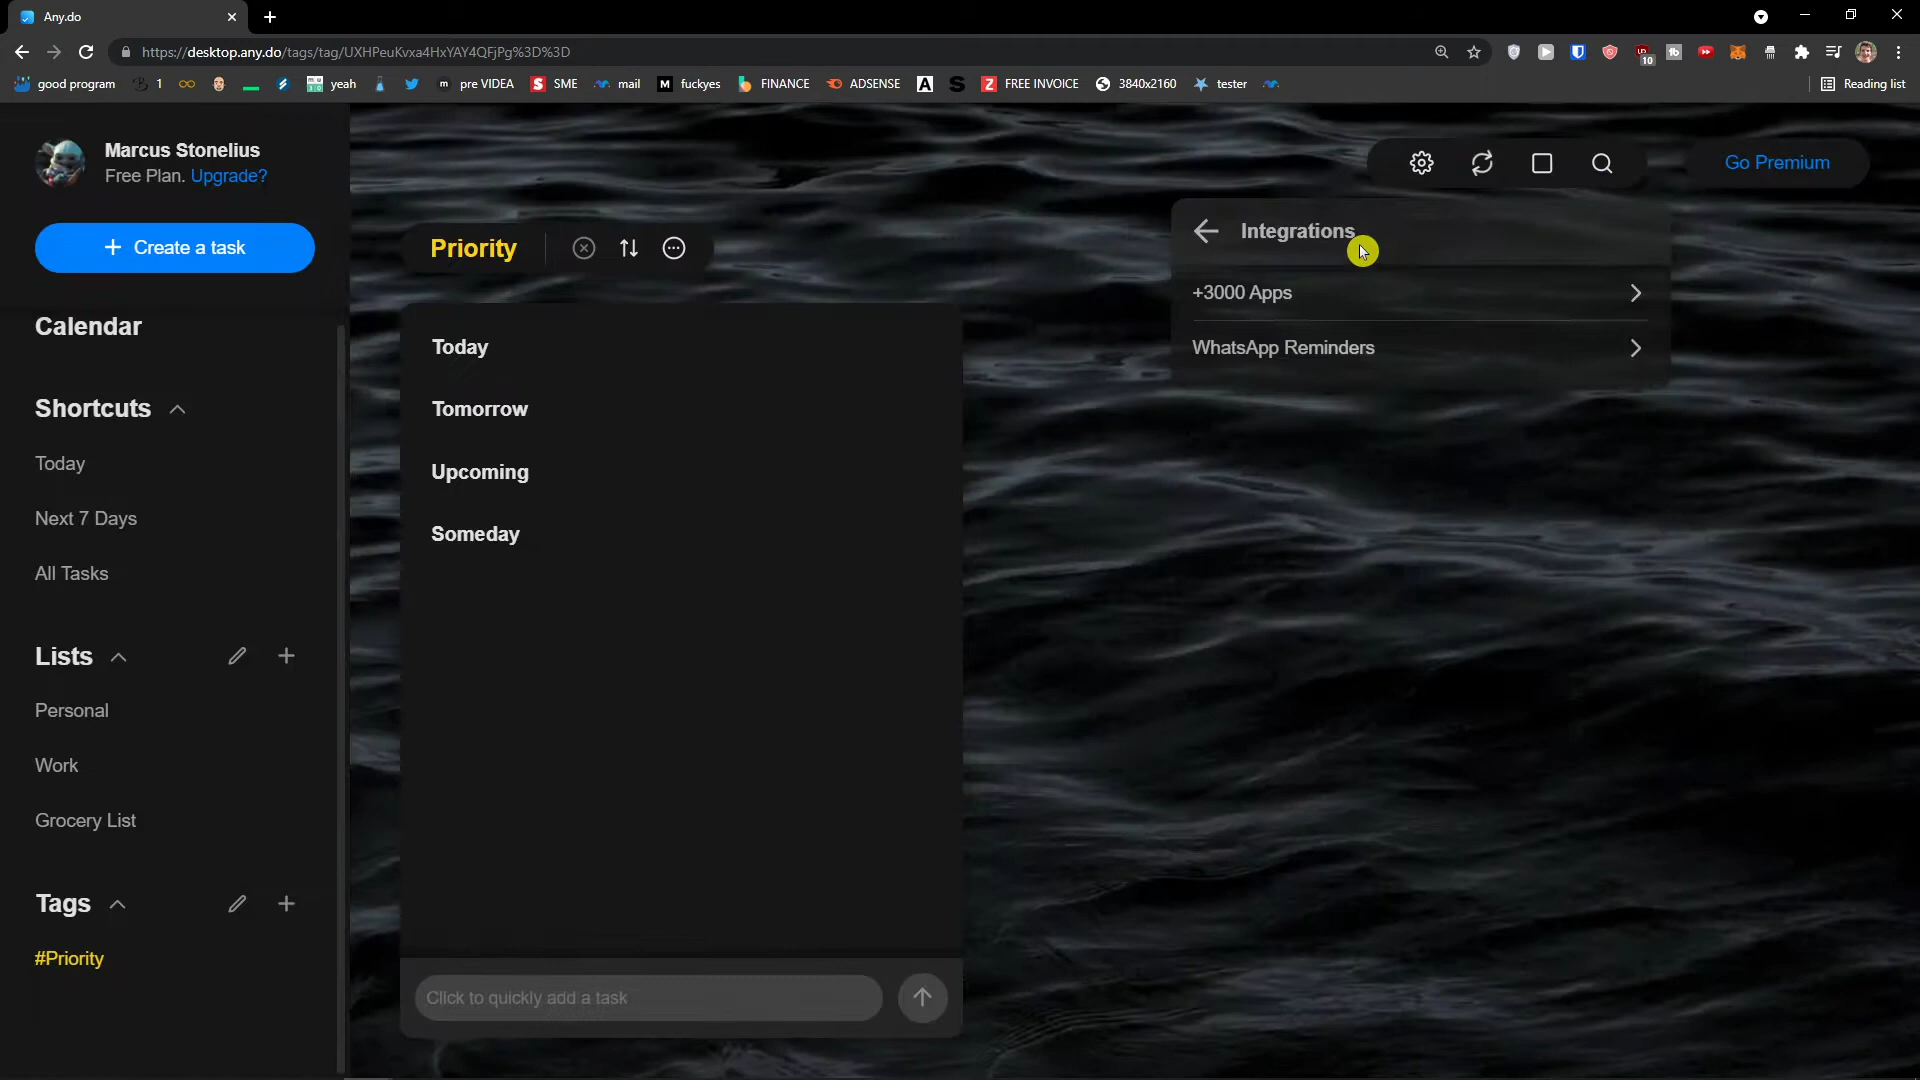 Any.do
https://desktop.any.do/tags/tag/UXHPeuKvxa4HxYAY4QFjPg%3D%3D
10
good program
1
yeah
pre VIDEA
SME
mail
fuckyes
FINANCE
ADSENSE
FREE INVOICE
3840x2160
tester
Reading list
Marcus Stonelius
Free Plan. Upgrade?
+ Create a task
Calendar
Shortcuts
Today
Next 7 Days
All Tasks
Lists
Personal
Work
Grocery List
Tags
#Priority
Priority
Today
Tomorrow
Upcoming
Someday
Click to quickly add a task
Go Premium
Integrations
+3000 Apps
WhatsApp Reminders